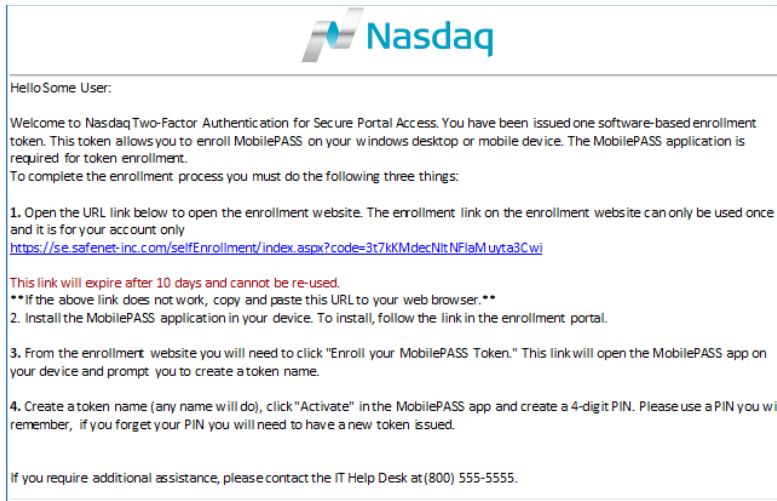 Nasdaq
Hello Some User:
Welcome to Nasdaq Two-Factor Authentication for Secure Portal Access. You have been issued one software-based enrollment
token. This token allows you to enroll MobilePASS on your windows desktop or mobile device. The MobilePASS application is
required for token enrollment.
To complete the enrollment process you must do the following three things:
1. Open the URL link below to open the enrollment website. The enrollment link on the enrollment website can only be used once
and it is for your account only
https://se.safenet-inc.com/selfEnrollment/index.aspx?code=3t7kKMdecNltNFlaMuyta3Cwi
This link will expire after 10 days and cannot be re-used.
**If the above link does not work, copy and paste this URL to your web browser.**
2. Install the MobilePASS application in your device. To install, follow the link in the enrollment portal.
3. From the enrollment website you will need to click "Enroll your MobilePASS Token." This link will open the MobilePASS app on
your device and prompt you to create a token name.
4. Create a token name (any name will do), click "Activate" in the MobilePASS app and create a 4-digit PIN. Please use a PIN you wi
remember, if you forget your PIN you will need to have a new token issued.
If you require additional assistance, please contact the IT Help Desk at (800) 555-5555.